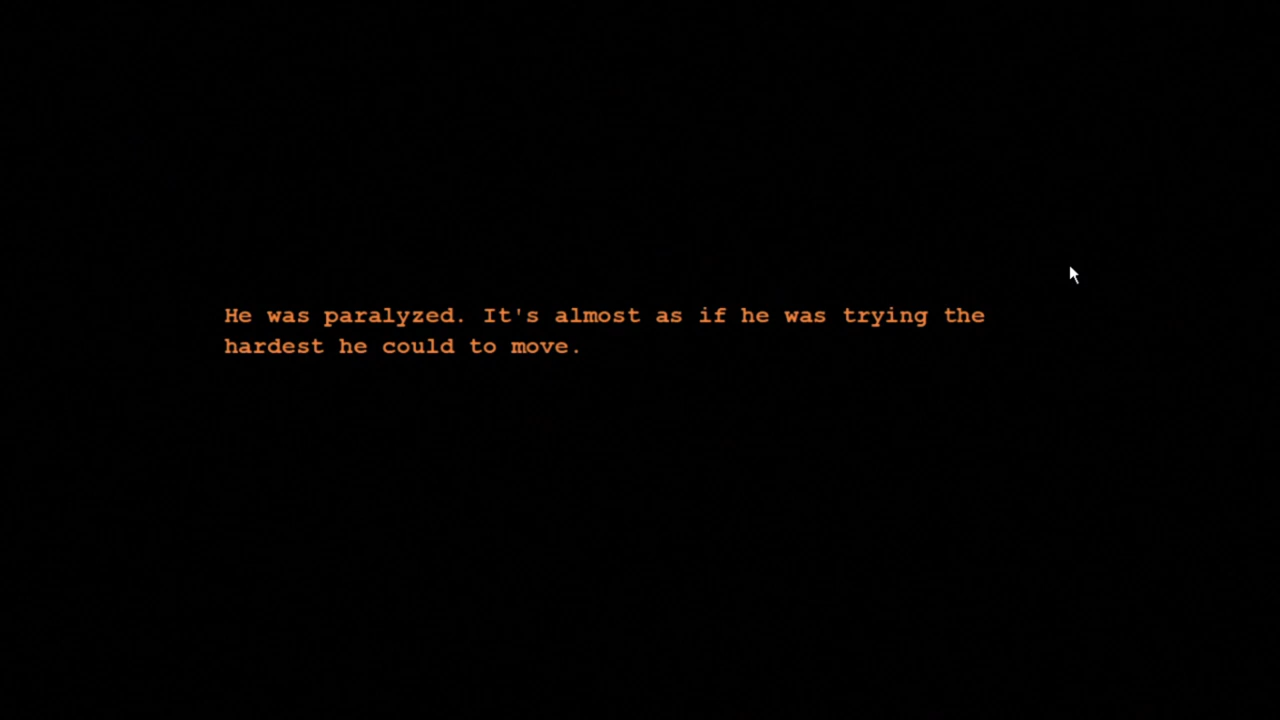 He was paralyzed. It's almost as if he was trying the
hardest he could to move.